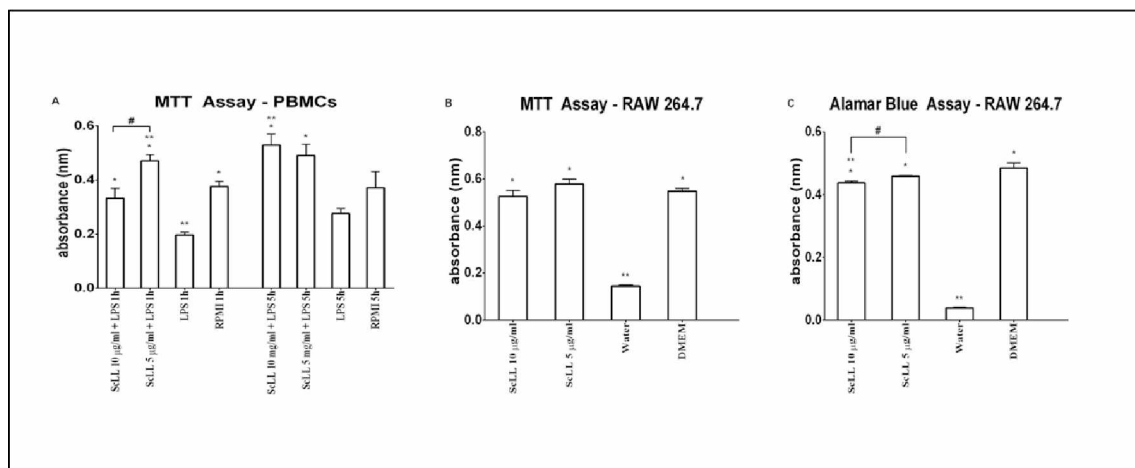 A
MTT Assay - PBMCs
absorbance (nm)
0.6
0.4
0.2
0.0
#
*
**
*
**
*
**
*
*
ScLL 10 µg/ml + LPS 1h
ScLL 5 µg/ml + LPS 1h
LPS 1h
RPMI 1h
ScLL 10 mg/ml + LPS 5h
ScLL 5 mg/ml + LPS 5h
LPS 5h
RPMI 5h
B
MTT Assay - RAW 264.7
absorbance (nm)
0.8
0.6
0.4
0.2
0.0
*
*
**
*
ScLL 10 µg/ml
ScLL 5 µg/ml
Water
DMEM
C
Alamar Blue Assay - RAW 264.7
absorbance (nm)
0.6
0.4
0.2
0.0
#
**
*
*
**
*
ScLL 10 µg/ml
ScLL 5 µg/ml
Water
DMEM